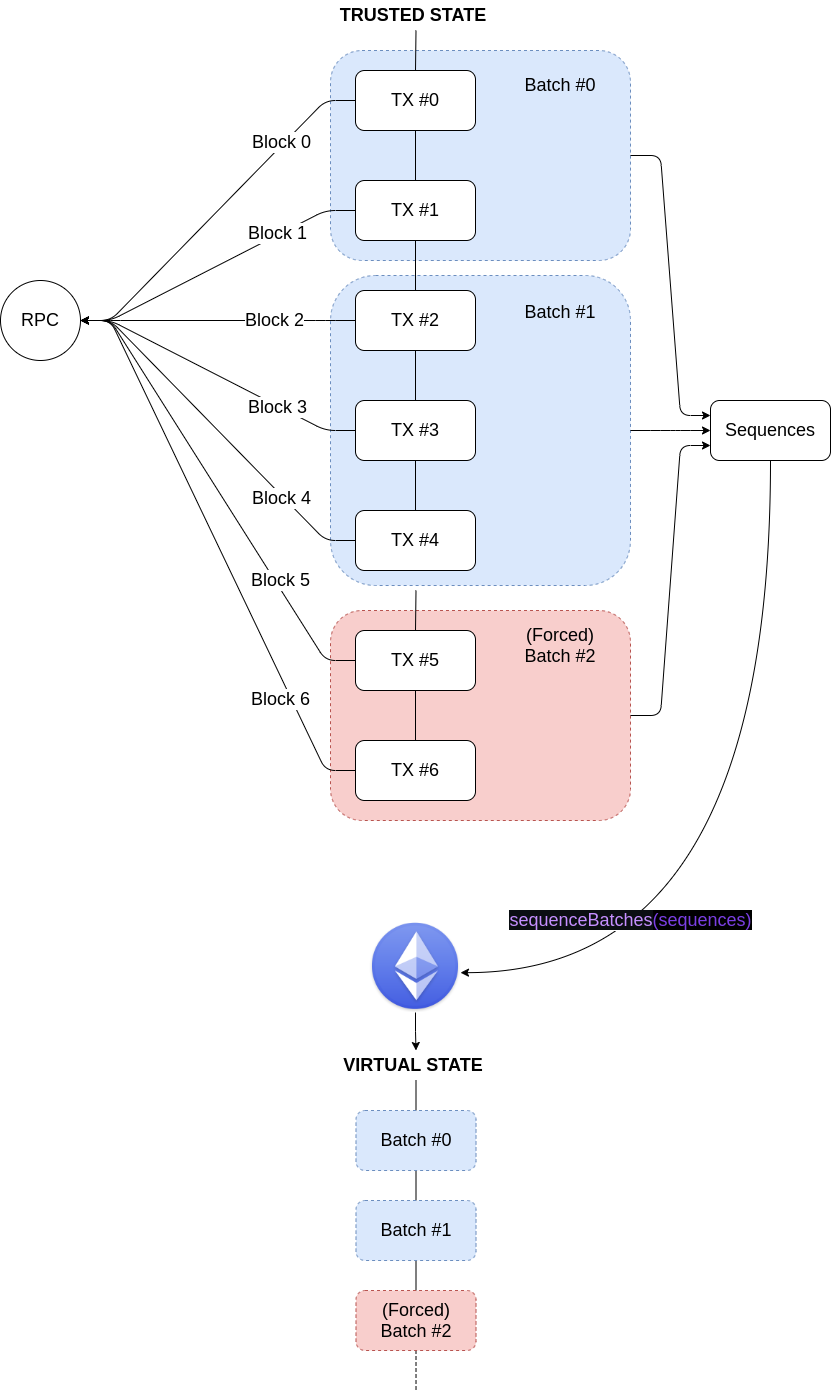 TRUSTED STATE
TX #0
Batch #0
Block 0
TX #1
Block 1
RPC
Block 2
TX #2
Batch #1
Block 3
TX #3
Sequences
Block 4
TX #4
Block 5
(Forced)
Batch #2
TX #5
Block 6
TX #6
sequenceBatches(sequences)
VIRTUAL STATE
Batch #0
Batch #1
(Forced)
Batch #2